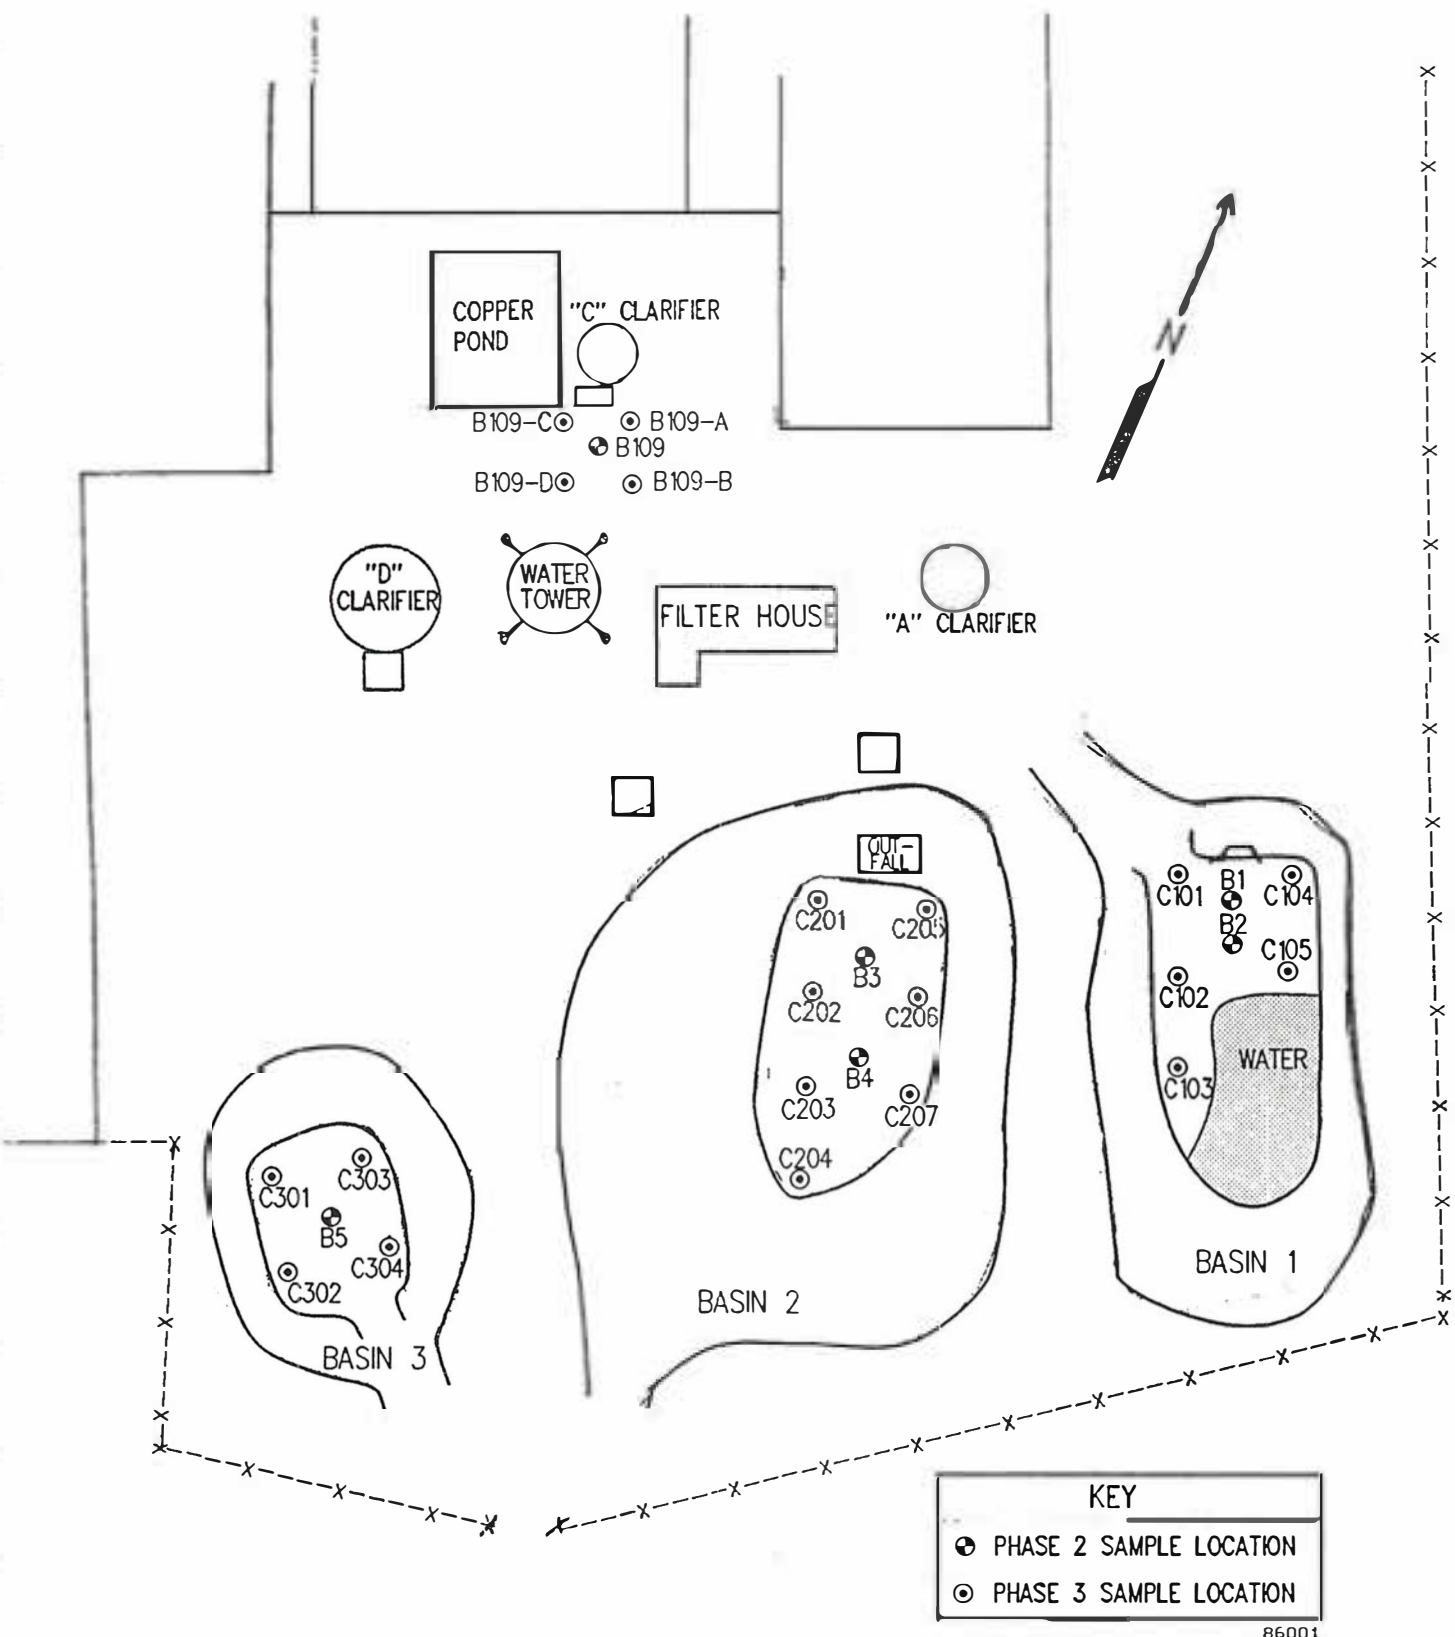 COPPER
POND
"C" CLARIFIER
B109-C
B109-A
B109
B109-D
B109-B
N
"D"
CLARIFIER
WATER
TOWER
FILTER HOUSE
"A" CLARIFIER
OUT-
FALL
C201
C205
B3
C202
C206
B4
C203
C207
C204
BASIN 2
C101
B1
C104
B2
C105
C102
WATER
C103
BASIN 1
C301
C303
B5
C304
C302
BASIN 3
KEY
PHASE 2 SAMPLE LOCATION
PHASE 3 SAMPLE LOCATION
86001